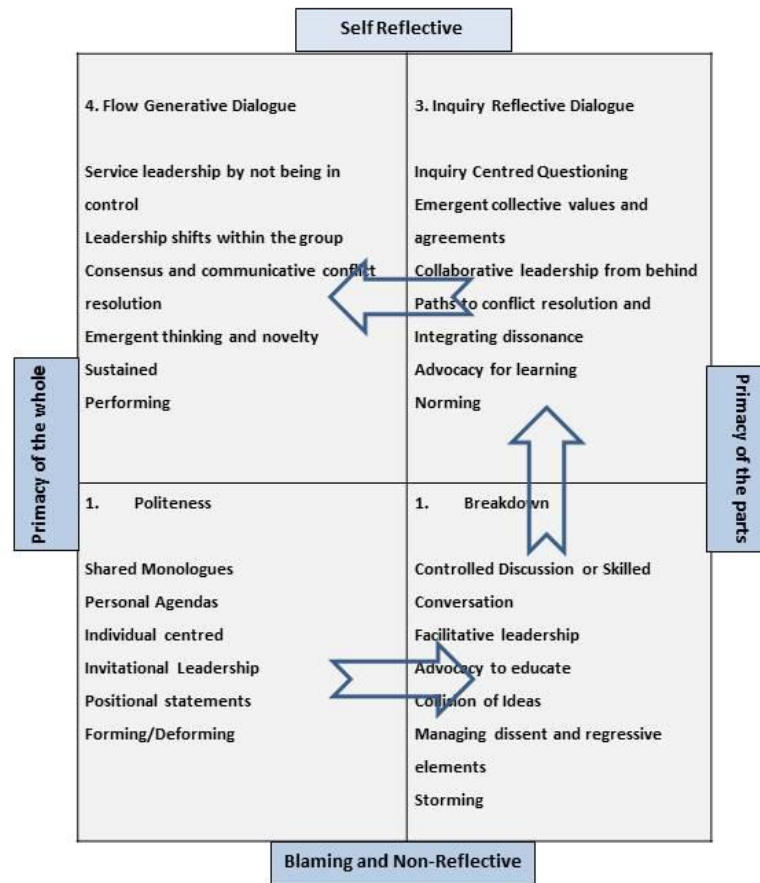 Self Reflective
4. Flow Generative Dialogue
Service leadership by not being in
control
Leadership shifts within the group
Consensus and communicative conflict
resolution
Emergent thinking and novelty
Sustained
Performing
3. Inquiry Reflective Dialogue
Inquiry Centred Questioning
Emergent collective values and
agreements
Collaborative leadership from behind
Paths to conflict resolution and
Integrating dissonance
Advocacy for learning
Norming
Primacy of the whole
Primacy of the parts
1. Politeness
Shared Monologues
Personal Agendas
Individual centred
Invitational Leadership
Positional statements
Forming/Deforming
1. Breakdown
Controlled Discussion or Skilled
Conversation
Facilitative leadership
Advocacy to educate
Collision of Ideas
Managing dissent and regressive
elements
Storming
Blaming and Non-Reflective